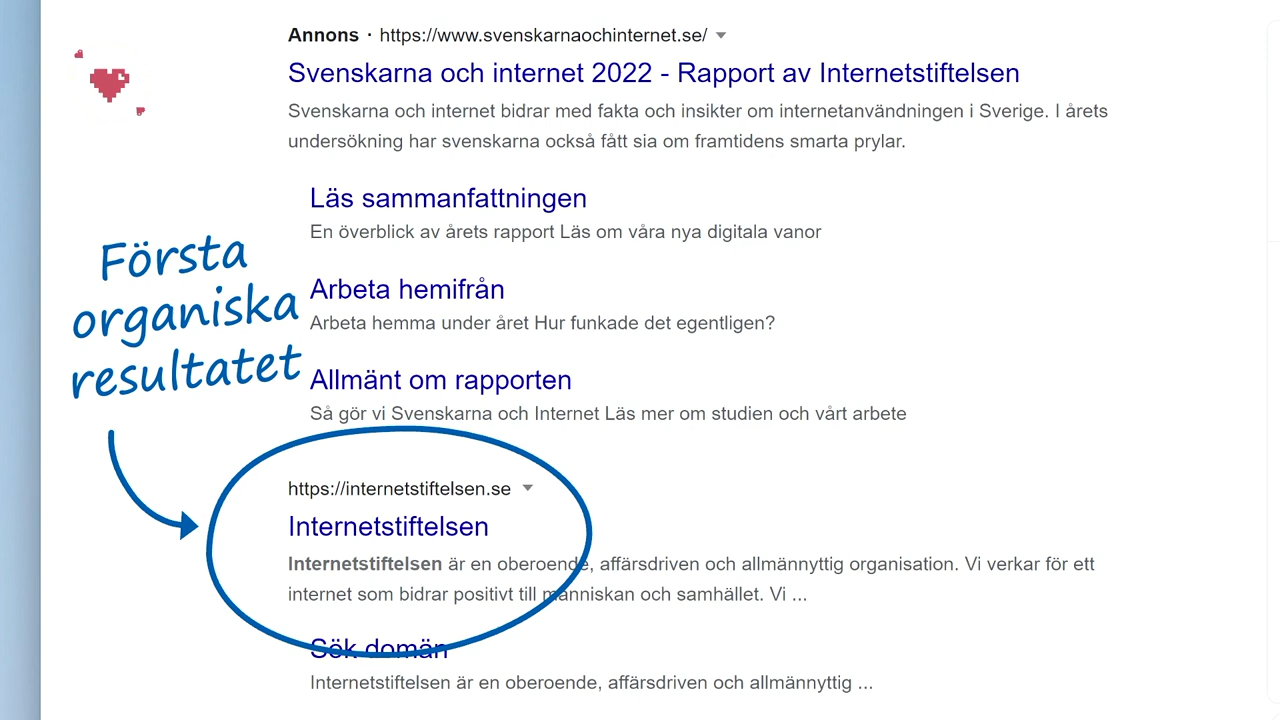 Annons · https://www.svenskarnaochinternet.se/
Svenskarna och internet 2022 - Rapport av Internetstiftelsen
Svenskarna och internet bidrar med fakta och insikter om internetanvändningen i Sverige. I årets
undersökning har svenskarna också fått sia om framtidens smarta prylar.
Läs sammanfattningen
En överblick av årets rapport Läs om våra nya digitala vanor
Första
organiska
resultatet
Arbeta hemifrån
Arbeta hemma under året Hur funkade det egentligen?
Allmänt om rapporten
Så gör vi Svenskarna och Internet Läs mer om studien och vårt arbete
https://internetstiftelsen.se
Internetstiftelsen
Internetstiftelsen är en oberoende, affärsdriven och allmännyttig organisation. Vi verkar för ett
internet som bidrar positivt till människan och samhället. Vi ...
Sök domän
Internetstiftelsen är en oberoende, affärsdriven och allmännyttig ...